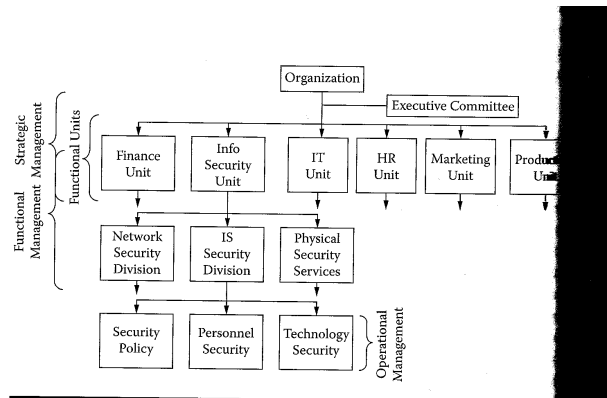 Organization
Executive Committee
Strategic
Management
Functional Units
Functional
Management
Finance
Unit
Info
Security
Unit
IT
Unit
HR
Unit
Marketing
Unit
Unit
Network
Security
Division
IS
Security
Division
Physical
Security
Services
Security
Policy
Personnel
Security
Technology
Security
Operational
Management